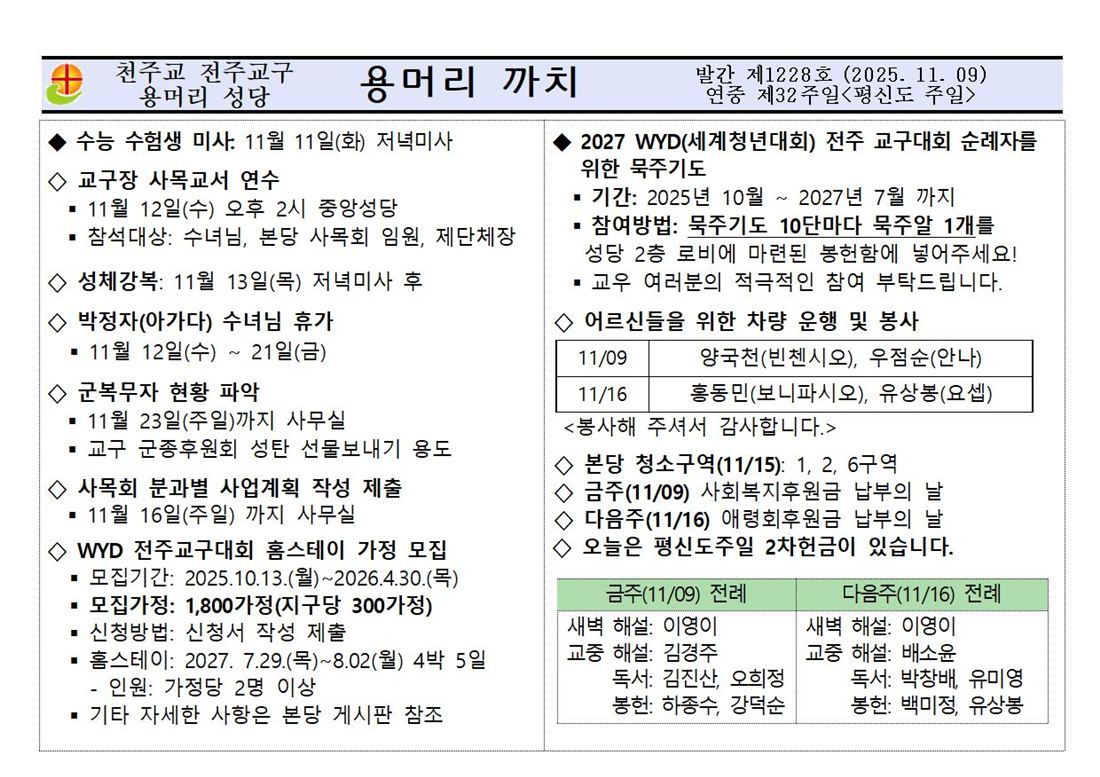 천주교 전주교구
용머리 성당
용머리 까치
발간 제1228호 (2025. 11. 09)
연중 제32주일<평신도 주일>
◆ 수능 수험생 미사: 11월 11일(화) 저녁미사
◇ 교구장 사목교서 연수
▪ 11월 12일(수) 오후 2시 중앙성당
▪ 참석대상: 수녀님, 본당 사목회 임원, 제단체장
◇ 성체강복: 11월 13일(목) 저녁미사 후
◇ 박정자(아가다) 수녀님 휴가
▪ 11월 12일(수) ~ 21일(금)
◇ 군복무자 현황 파악
▪ 11월 23일(주일)까지 사무실
▪ 교구 군종후원회 성탄 선물보내기 용도
◇ 사목회 분과별 사업계획 작성 제출
▪ 11월 16일(주일) 까지 사무실
◇ WYD 전주교구대회 홈스테이 가정 모집
▪ 모집기간: 2025.10.13.(월)~2026.4.30.(목)
▪ 모집가정: 1,800가정(지구당 300가정)
▪ 신청방법: 신청서 작성 제출
▪ 홈스테이: 2027. 7.29.(목)~8.02(월) 4박 5일
- 인원: 가정당 2명 이상
▪ 기타 자세한 사항은 본당 게시판 참조
◆ 2027 WYD(세계청년대회) 전주 교구대회 순례자를
위한 묵주기도
▪ 기간: 2025년 10월 ~ 2027년 7월 까지
▪ 참여방법: 묵주기도 10단마다 묵주알 1개를
성당 2층 로비에 마련된 봉헌함에 넣어주세요!
▪ 교우 여러분의 적극적인 참여 부탁드립니다.
◇ 어르신들을 위한 차량 운행 및 봉사
11/09 양국천(빈첸시오), 우점순(안나)
11/16 홍동민(보니파시오), 유상봉(요셉)
<봉사해 주셔서 감사합니다.>
◇ 본당 청소구역(11/15): 1, 2, 6구역
◇ 금주(11/09) 사회복지후원금 납부의 날
◇ 다음주(11/16) 애령회후원금 납부의 날
◇ 오늘은 평신도주일 2차헌금이 있습니다.
금주(11/09) 전례
새벽 해설: 이영이
교중 해설: 김경주
독서: 김진산, 오희정
봉헌: 하종수, 강덕순
다음주(11/16) 전례
새벽 해설: 이영이
교중 해설: 배소윤
독서: 박창배, 유미영
봉헌: 백미정, 유상봉